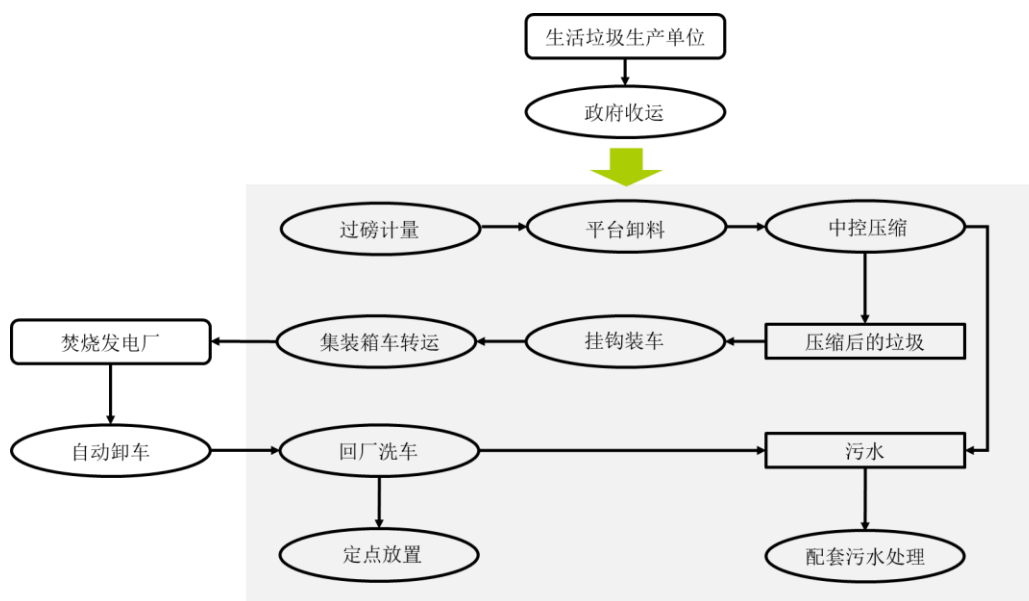 生活垃圾生产单位
政府收运
过磅计量
平台卸料
中控压缩
焚烧发电厂
集装箱车转运
挂钩装车
压缩后的垃圾
自动卸车
回厂洗车
污水
定点放置
配套污水处理